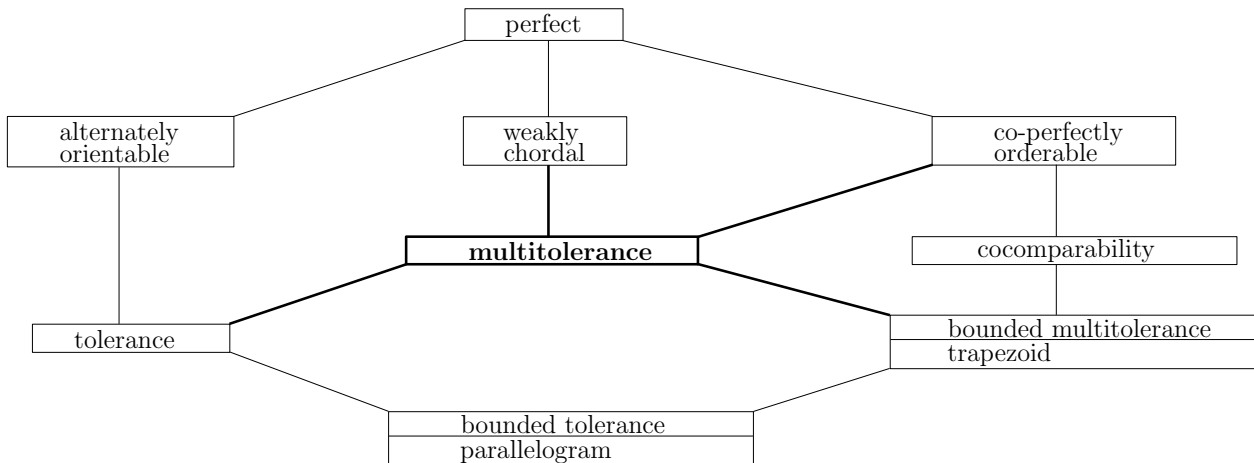 perfect
alternately
orientable
weakly
chordal
co-perfectly
orderable
multitolerance
cocomparability
tolerance
bounded multitolerance
trapezoid
bounded tolerance
parallelogram